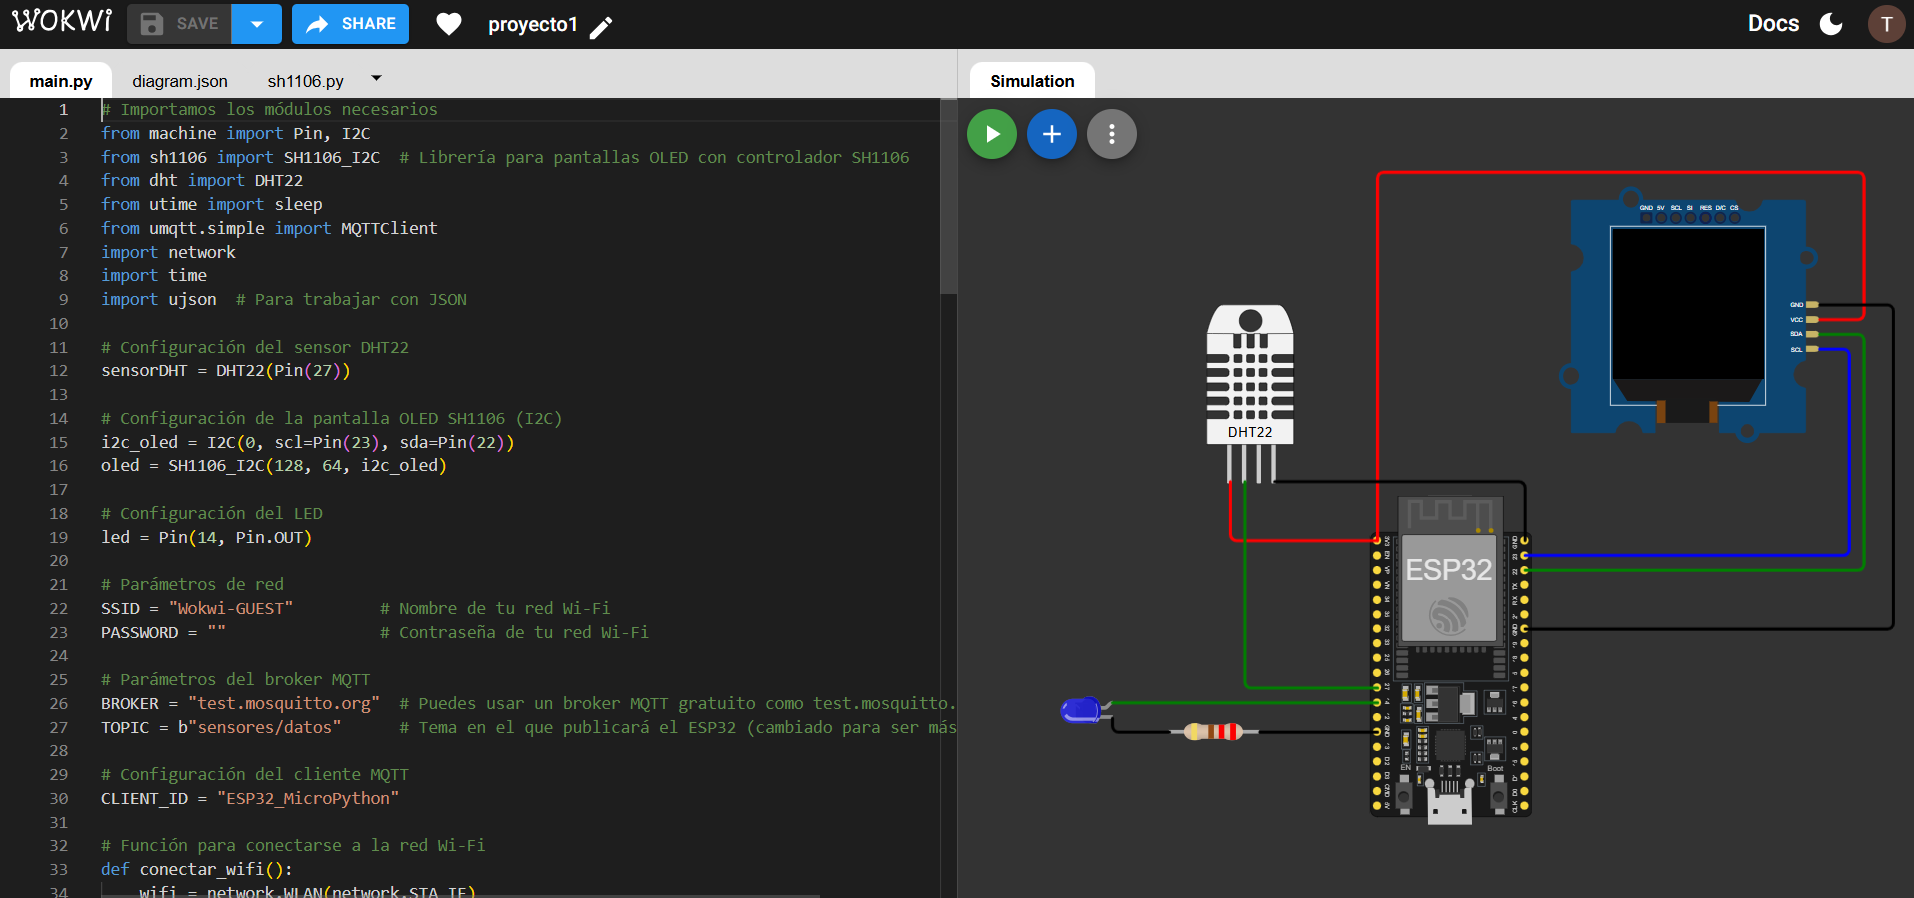 WOKWi SAVE SHARE proyecto1 Docs T
main.py diagram.json sh1106.py Simulation
1 # Importamos los módulos necesarios
2 from machine import Pin, I2C
3 from sh1106 import SH1106_I2C # Librería para pantallas OLED con controlador SH1106
4 from dht import DHT22
5 from utime import sleep
6 from umqtt.simple import MQTTClient
7 import network
8 import time
9 import ujson # Para trabajar con JSON
10
11 # Configuración del sensor DHT22
12 sensorDHT = DHT22(Pin(27))
13
14 # Configuración de la pantalla OLED SH1106 (I2C)
15 i2c_oled = I2C(0, scl=Pin(23), sda=Pin(22))
16 oled = SH1106_I2C(128, 64, i2c_oled)
17
18 # Configuración del LED
19 led = Pin(14, Pin.OUT)
20
21 # Parámetros de red
22 SSID = "Wokwi-GUEST" # Nombre de tu red Wi-Fi
23 PASSWORD = "" # Contraseña de tu red Wi-Fi
24
25 # Parámetros del broker MQTT
26 BROKER = "test.mosquitto.org" # Puedes usar un broker MQTT gratuito como test.mosquitto.
27 TOPIC = b"sensores/datos" # Tema en el que publicará el ESP32 (cambiado para ser más
28
29 # Configuración del cliente MQTT
30 CLIENT_ID = "ESP32_MicroPython"
31
32 # Función para conectarse a la red Wi-Fi
33 def conectar_wifi():
34 wifi = network.WLAN(network.STA_IF)
GND 5V SCL SI RES D/C CS
GND
VCC
SDA
SCL
DHT22
ESP32
EN Boot